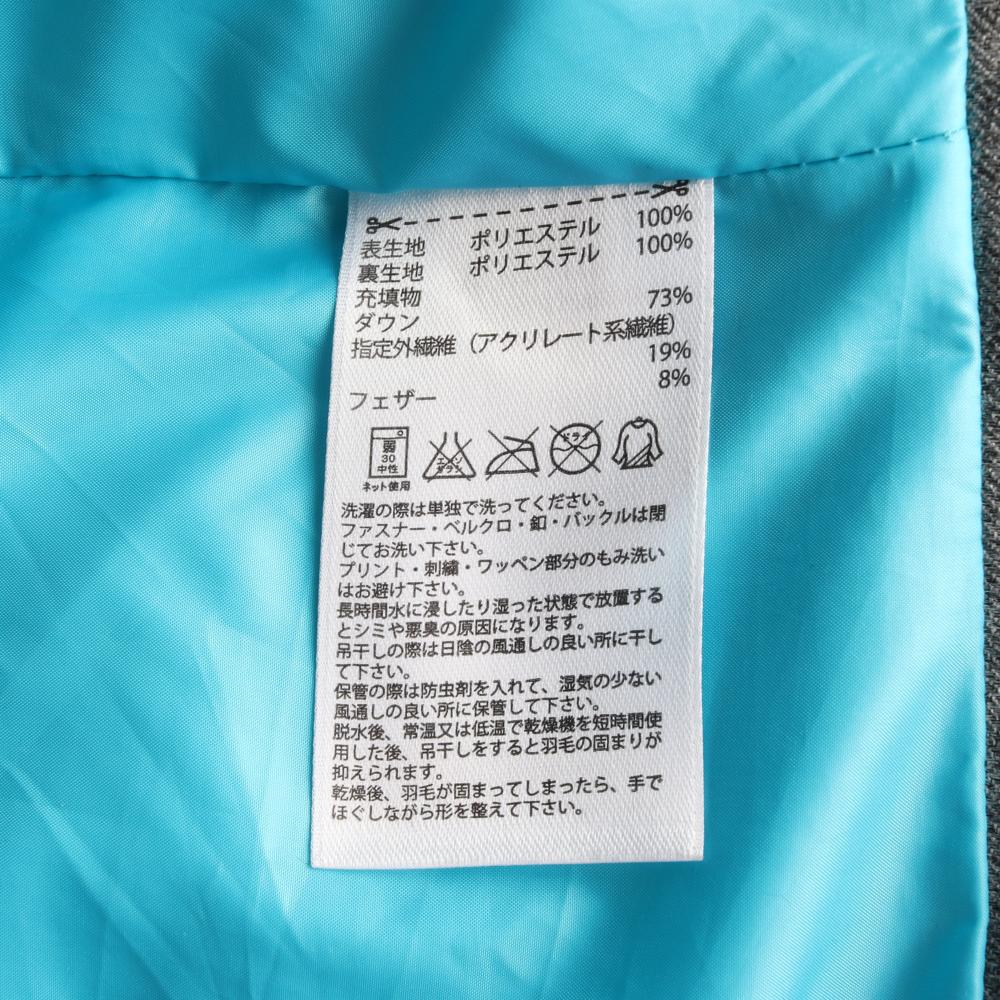 表生地 ポリエステル 100%
裏生地 ポリエステル 100%
充填物
ダウン 73%
指定外繊維（アクリレート系繊維）
19%
フェザー 8%
弱
30
中性
ネット使用
エンソ
サラシ
ドライ
洗濯の際は単独で洗ってください。
ファスナー・ベルクロ・釦・バックルは閉
じてお洗い下さい。
プリント・刺繍・ワッペン部分のもみ洗い
はお避け下さい。
長時間水に浸したり湿った状態で放置する
とシミや悪臭の原因になります。
吊干しの際は日陰の風通しの良い所に干し
て下さい。
保管の際は防虫剤を入れて、湿気の少ない
風通しの良い所に保管して下さい。
脱水後、常温又は低温で乾燥機を短時間使
用した後、吊干しをすると羽毛の固まりが
抑えられます。
乾燥後、羽毛が固まってしまったら、手で
ほぐしながら形を整えて下さい。